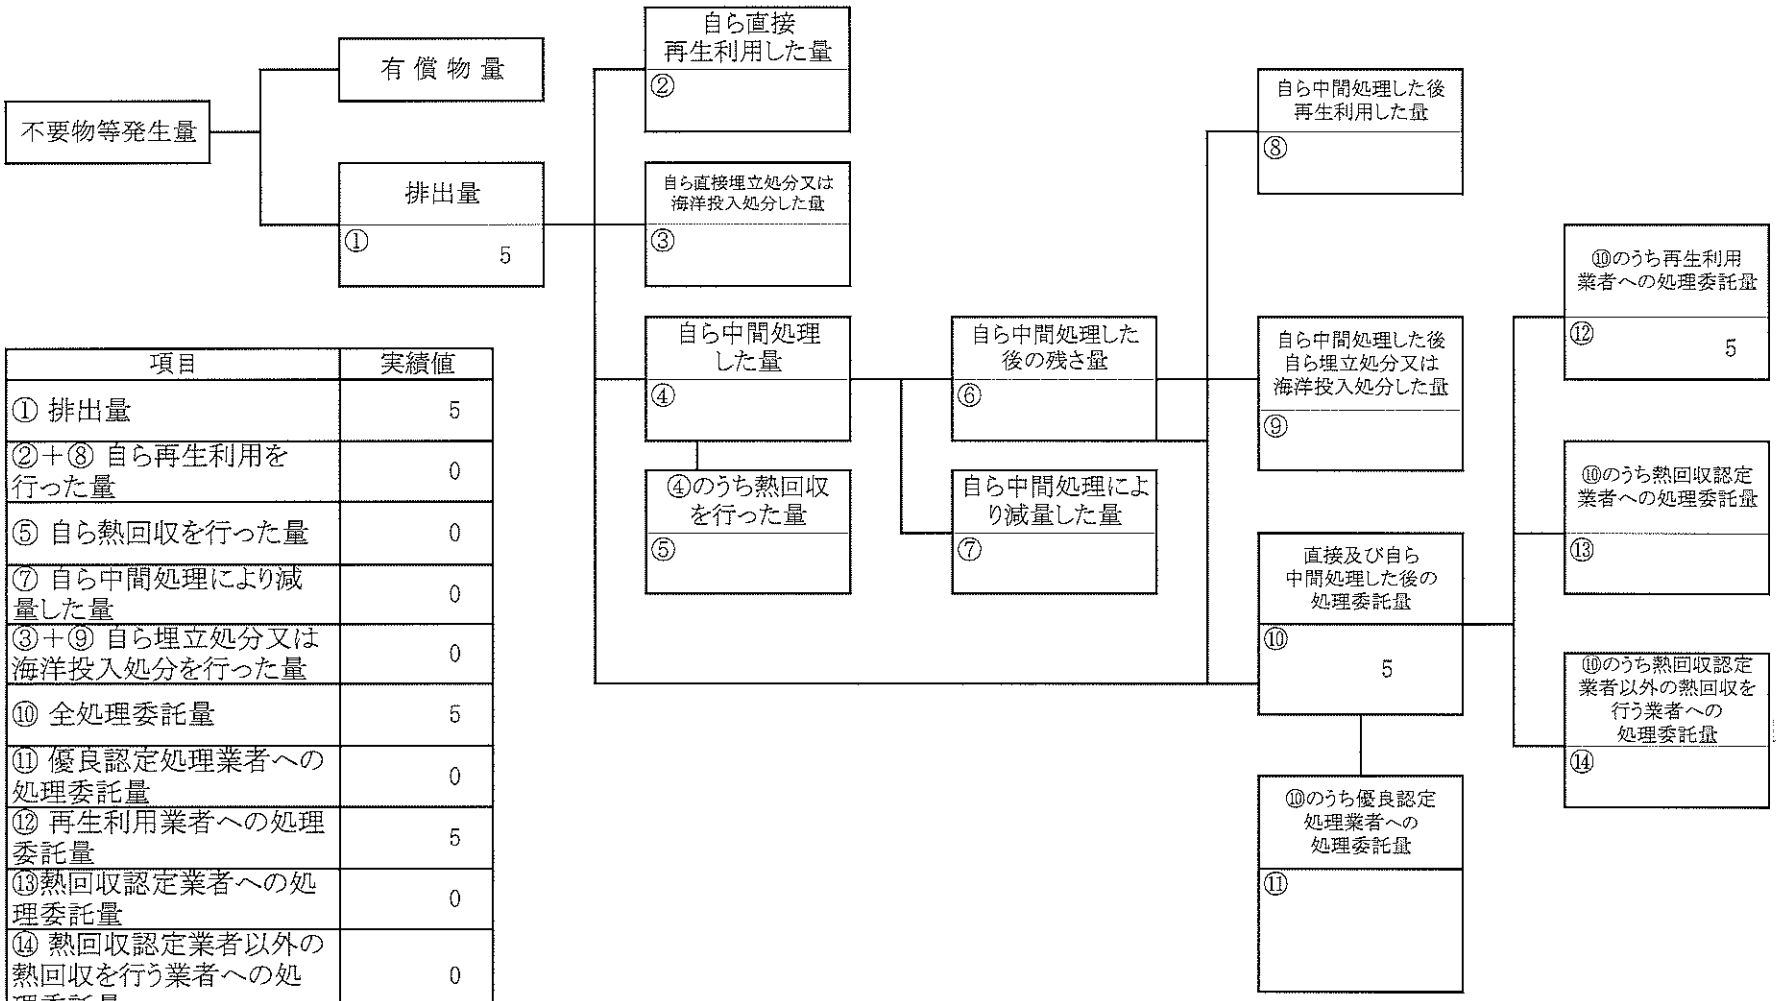 不要物等発生量
有償物量
排出量
①
5
自ら直接
再生利用した量
②
自ら直接埋立処分又は
海洋投入処分した量
③
自ら中間処理
した量
④
④のうち熱回収
を行った量
⑤
自ら中間処理した
後の残さ量
⑥
自ら中間処理によ
り減量した量
⑦
自ら中間処理した後
再生利用した量
⑧
自ら中間処理した後
自ら埋立処分又は
海洋投入処分した量
⑨
直接及び自ら
中間処理した後の
処理委託量
⑩
5
⑩のうち優良認定
処理業者への
処理委託量
⑪
⑩のうち再生利用
業者への処理委託量
⑫
5
⑩のうち熱回収認定
業者への処理委託量
⑬
⑩のうち熱回収認定
業者以外の熱回収を
行う業者への
処理委託量
⑭
項目 実績値
① 排出量 5
②＋⑧ 自ら再生利用を
行った量 0
⑤ 自ら熱回収を行った量 0
⑦ 自ら中間処理により減
量した量 0
③＋⑨ 自ら埋立処分又は
海洋投入処分を行った量 0
⑩ 全処理委託量 5
⑪ 優良認定処理業者への
処理委託量 0
⑫ 再生利用業者への処理
委託量 5
⑬熱回収認定業者への処
理委託量 0
⑭ 熱回収認定業者以外の
熱回収を行う業者への処 0
理委託量